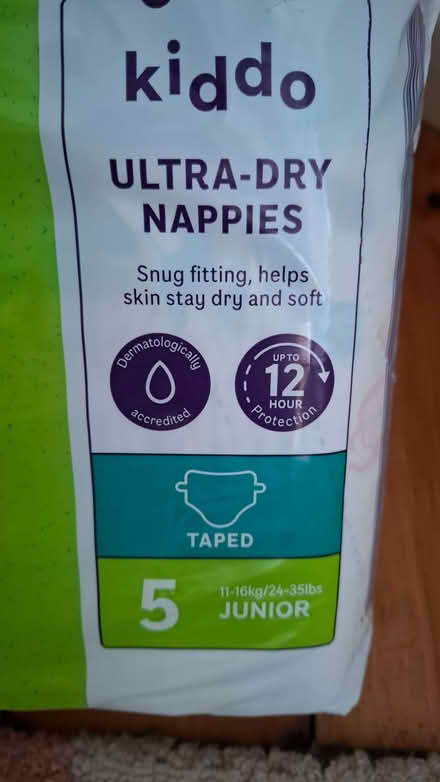 kiddo
ULTRA-DRY
NAPPIES
Snug fitting, helps
skin stay dry and soft
Dermatologically
accredited
UP TO
12
HOUR
Protection
TAPED
5
11-16kg/24-35lbs
JUNIOR